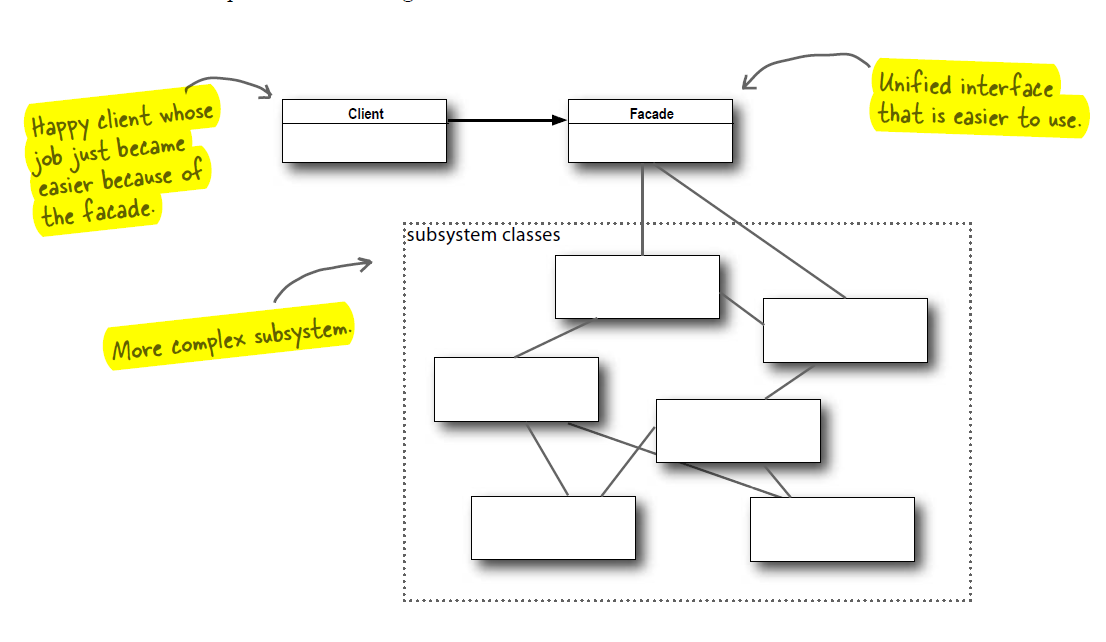 Client
Facade
Happy client whose
job just became
easier because of
the facade.
Unified interface
that is easier to use.
subsystem classes
More complex subsystem.